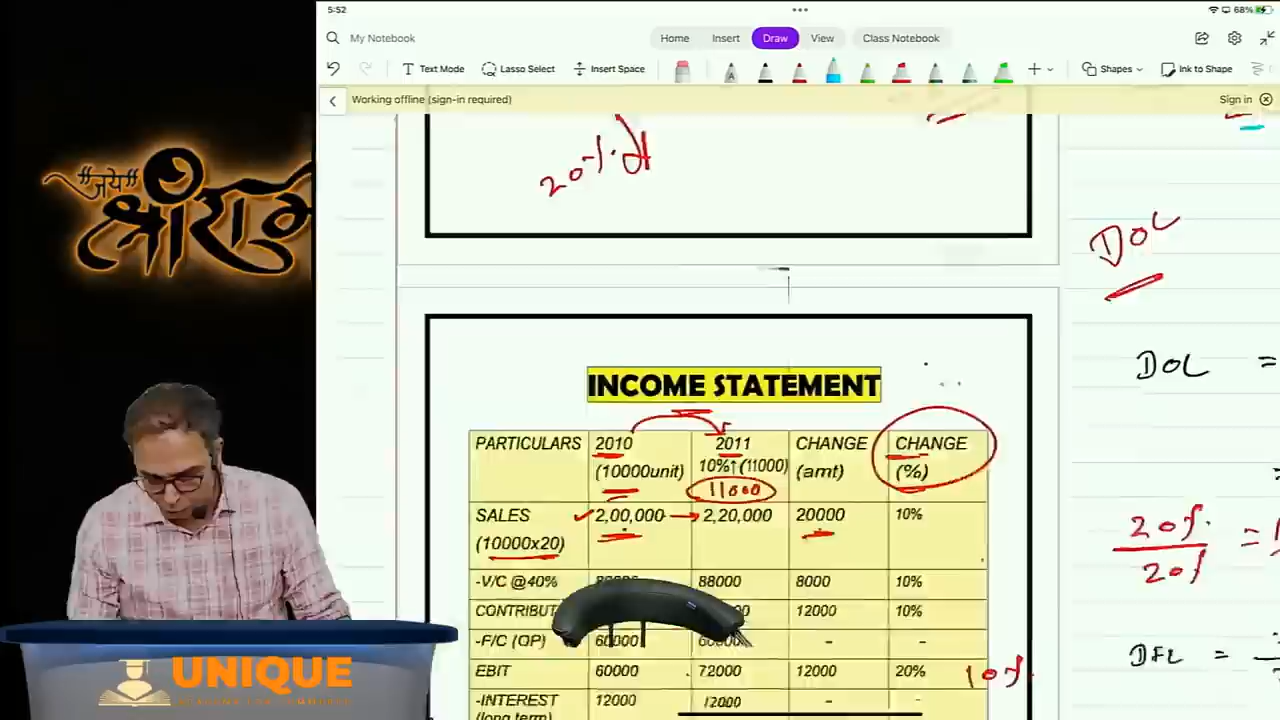 5:52
68%
My Notebook
Home Insert Draw View Class Notebook
Text Mode Lasso Select Insert Space Shapes Ink to Shape
Working offline (sign-in required) Sign in
20%
DOL
#जय#
श्रीराम
DOL =
INCOME STATEMENT
PARTICULARS 2010 2011 CHANGE CHANGE
(10000unit) 10%↑(11000) (amt) (%)
11000
SALES 2,00,000 2,20,000 20000 10%
(10000x20)
20%
20%
=
-V/C @40% 88000 8000 10%
12000 10%
-F/C (OP) 60000 - -
DFL =
EBIT 60000 72000 12000 20% 10%
-INTEREST 12000 12000 - -
(long term)
UNIQUE